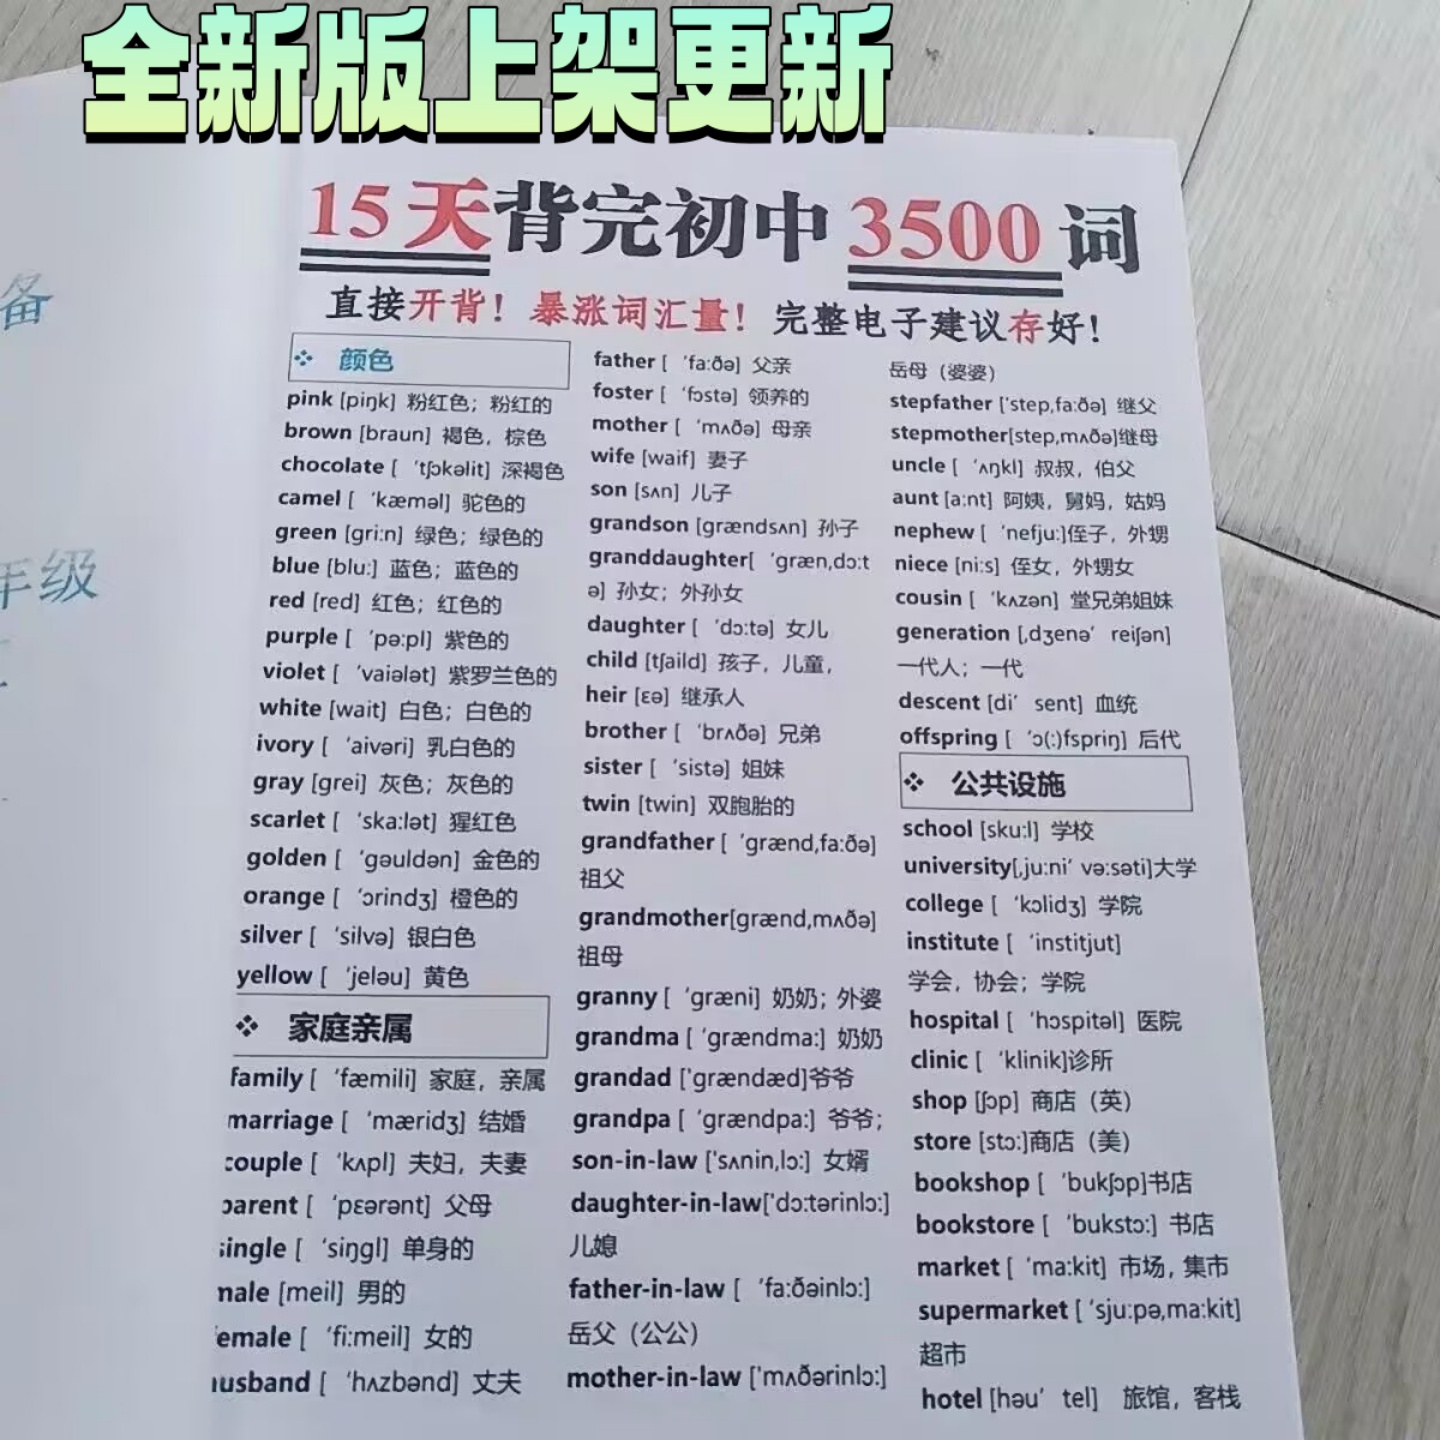 全新版上架更新
备
年级
15天背完初中3500词
直接开背！暴涨词汇量！完整电子建议存好！
❖ 颜色
pink [piŋk] 粉红色；粉红的
brown [braun] 褐色，棕色
chocolate [ ‘tʃɔkəlit] 深褐色
camel [ ‘kæməl] 驼色的
green [gri:n] 绿色；绿色的
blue [blu:] 蓝色；蓝色的
red [red] 红色；红色的
purple [ ‘pə:pl] 紫色的
violet [ ‘vaiələt] 紫罗兰色的
white [wait] 白色；白色的
ivory [ ‘aivəri] 乳白色的
gray [grei] 灰色；灰色的
scarlet [ ‘ska:lət] 猩红色
golden [ ‘gəuldən] 金色的
orange [ ‘ɔrindʒ] 橙色的
silver [ ‘silvə] 银白色
yellow [ ‘jeləu] 黄色
❖ 家庭亲属
family [ ‘fæmili] 家庭，亲属
marriage [ ‘mæridʒ] 结婚
couple [ ‘kʌpl] 夫妇，夫妻
parent [ ‘pɛərənt] 父母
single [ ‘siŋgl] 单身的
male [meil] 男的
emale [ ‘fi:meil] 女的
usband [ ‘hʌzbənd] 丈夫
father [ ‘fa:ðə] 父亲
foster [ ‘fɔstə] 领养的
mother [ ‘mʌðə] 母亲
wife [waif] 妻子
son [sʌn] 儿子
grandson [grændsʌn] 孙子
granddaughter[ ‘græn,dɔ:t
ə] 孙女；外孙女
daughter [ ‘dɔ:tə] 女儿
child [tʃaild] 孩子，儿童，
heir [ɛə] 继承人
brother [ ‘brʌðə] 兄弟
sister [ ‘sistə] 姐妹
twin [twin] 双胞胎的
grandfather [ ‘grænd,fa:ðə]
祖父
grandmother[grænd,mʌðə]
祖母
granny [ ‘græni] 奶奶；外婆
grandma [ ‘grændma:] 奶奶
grandad ['grændæd]爷爷
grandpa [ ‘grændpa:] 爷爷；
son-in-law ['sʌnin,lɔ:] 女婿
daughter-in-law['dɔ:tərinlɔ:]
儿媳
father-in-law [ ‘fa:ðəinlɔ:]
岳父（公公）
mother-in-law ['mʌðərinlɔ:]
岳母（婆婆）
stepfather ['step,fa:ðə] 继父
stepmother[step,mʌðə]继母
uncle [ ‘ʌŋkl] 叔叔，伯父
aunt [a:nt] 阿姨，舅妈，姑妈
nephew [ ‘nefju:]侄子，外甥
niece [ni:s] 侄女，外甥女
cousin [ ‘kʌzən] 堂兄弟姐妹
generation [,dʒenə’ reiʃən]
一代人；一代
descent [di’ sent] 血统
offspring [ ‘ɔ(:)fspriŋ] 后代
❖ 公共设施
school [sku:l] 学校
university[,ju:ni’ və:səti]大学
college [ ‘kɔlidʒ] 学院
institute [ ‘institjut]
学会，协会；学院
hospital [ ‘hɔspitəl] 医院
clinic [ ‘klinik]诊所
shop [ʃɔp] 商店（英）
store [stɔ:]商店（美）
bookshop [ ‘bukʃɔp]书店
bookstore [ ‘bukstɔ:] 书店
market [ ‘ma:kit] 市场，集市
supermarket [ ‘sju:pə,ma:kit]
超市
hotel [həu’ tel] 旅馆，客栈